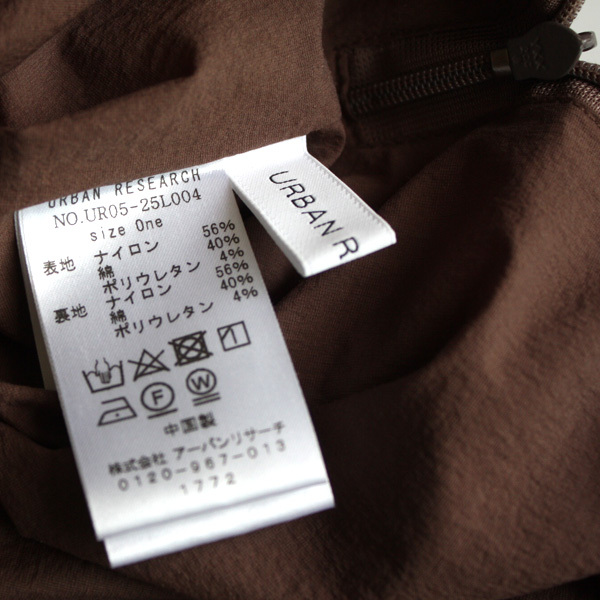 URBAN RESEARCH
NO.UR05-25L004
size One
表地 ナイロン 56%
綿 40%
ポリウレタン 4%
裏地 ナイロン 56%
綿 40%
ポリウレタン 4%
F W
中国製
株式会社 アーバンリサーチ
0120-987-013
1772
URBAN R